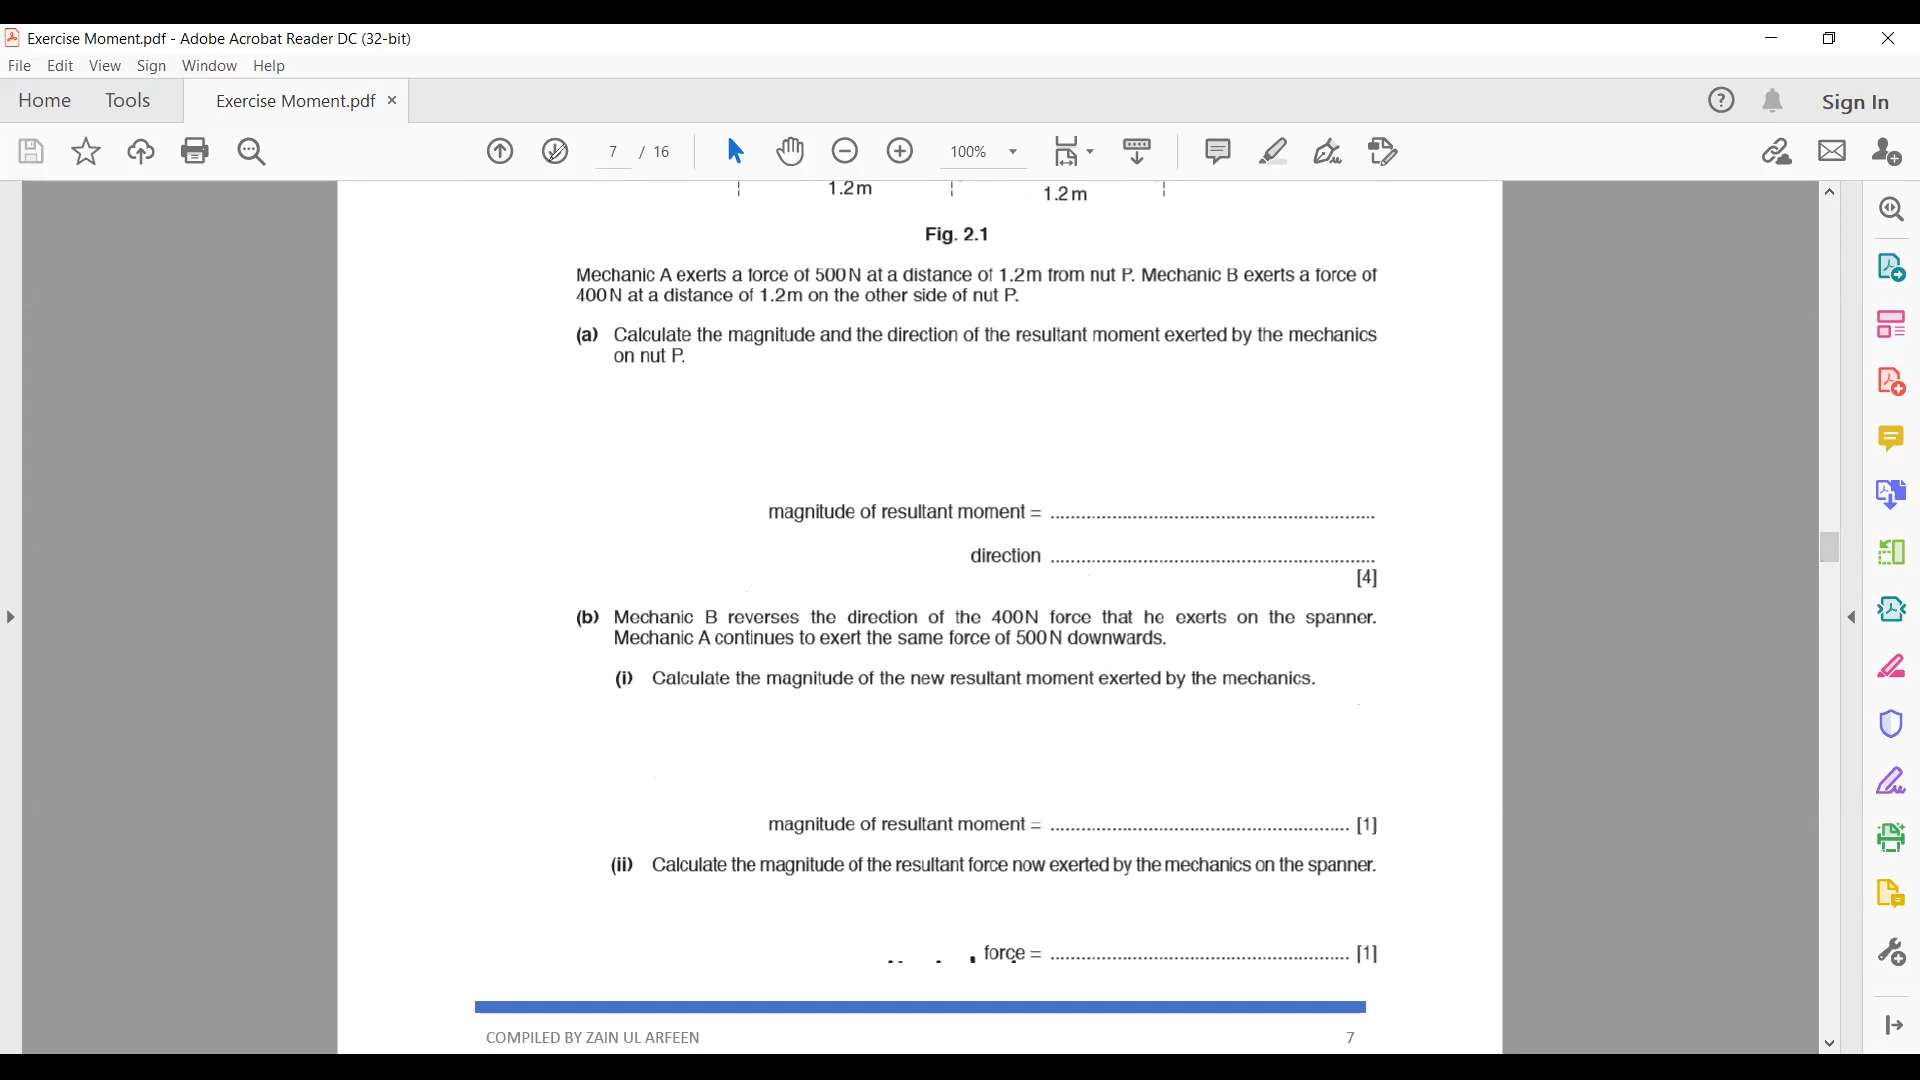 Exercise Moment.pdf - Adobe Acrobat Reader DC (32-bit)
File Edit View Sign Window Help
Home Tools Exercise Moment.pdf × Sign In
7 / 16 100%
1.2m 1.2m
Fig. 2.1
Mechanic A exerts a force of 500N at a distance of 1.2m from nut P. Mechanic B exerts a force of
400N at a distance of 1.2m on the other side of nut P.
(a) Calculate the magnitude and the direction of the resultant moment exerted by the mechanics
on nut P.
magnitude of resultant moment = ................................................................
direction ................................................................
[4]
(b) Mechanic B reverses the direction of the 400N force that he exerts on the spanner.
Mechanic A continues to exert the same force of 500N downwards.
(i) Calculate the magnitude of the new resultant moment exerted by the mechanics.
magnitude of resultant moment = ........................................................... [1]
(ii) Calculate the magnitude of the resultant force now exerted by the mechanics on the spanner.
force = ........................................................... [1]
COMPILED BY ZAIN UL ARFEEN 7